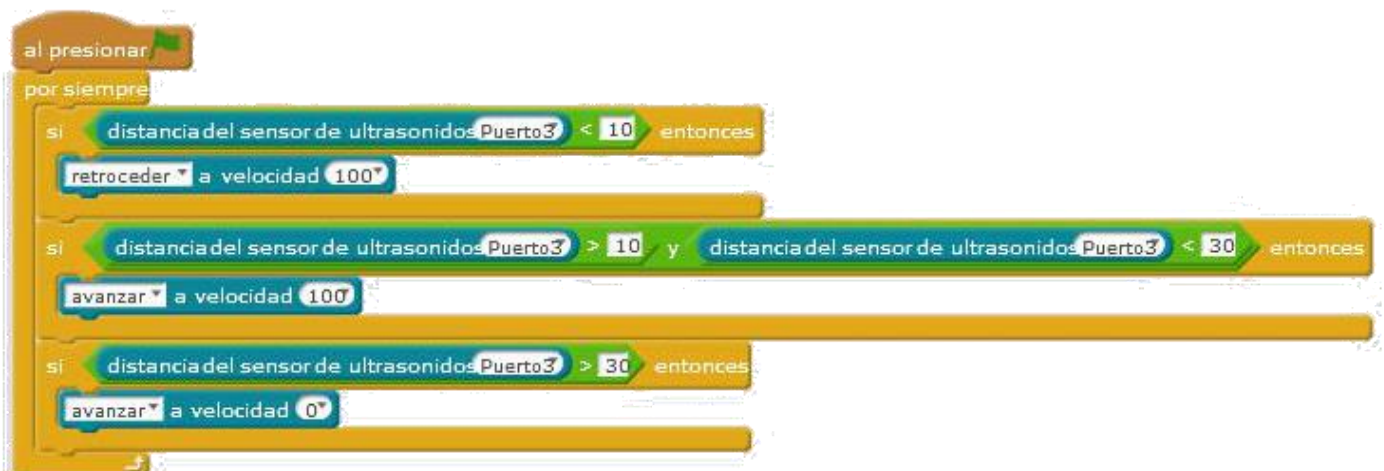 al presionar
por siempre
si distancia del sensor de ultrasonidos Puerto3 < 10 entonces
retroceder a velocidad 100
si distancia del sensor de ultrasonidos Puerto3 > 10 y distancia del sensor de ultrasonidos Puerto3 < 30 entonces
avanzar a velocidad 100
si distancia del sensor de ultrasonidos Puerto3 > 30 entonces
avanzar a velocidad 0